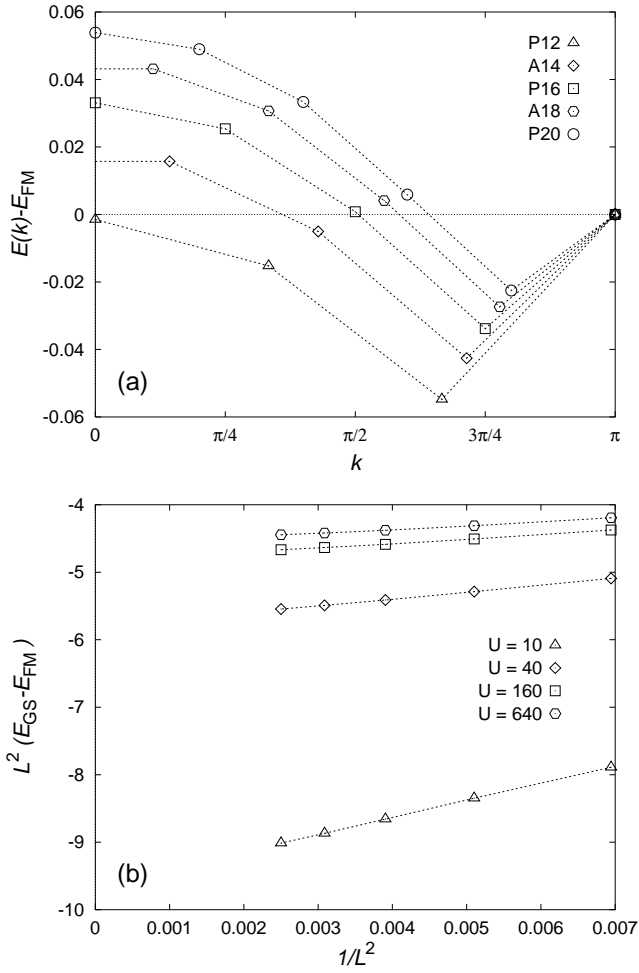 0.06
0.04
0.02
0
-0.02
-0.04
-0.06
E(k)-E_FM
P12
A14
P16
A18
P20
(a)
0 π/4 π/2 3π/4 π
k
-4
-5
-6
-7
-8
-9
-10
L^2 (E_GS-E_FM)
U = 10
U = 40
U = 160
U = 640
(b)
0 0.001 0.002 0.003 0.004 0.005 0.006 0.007
1/L^2